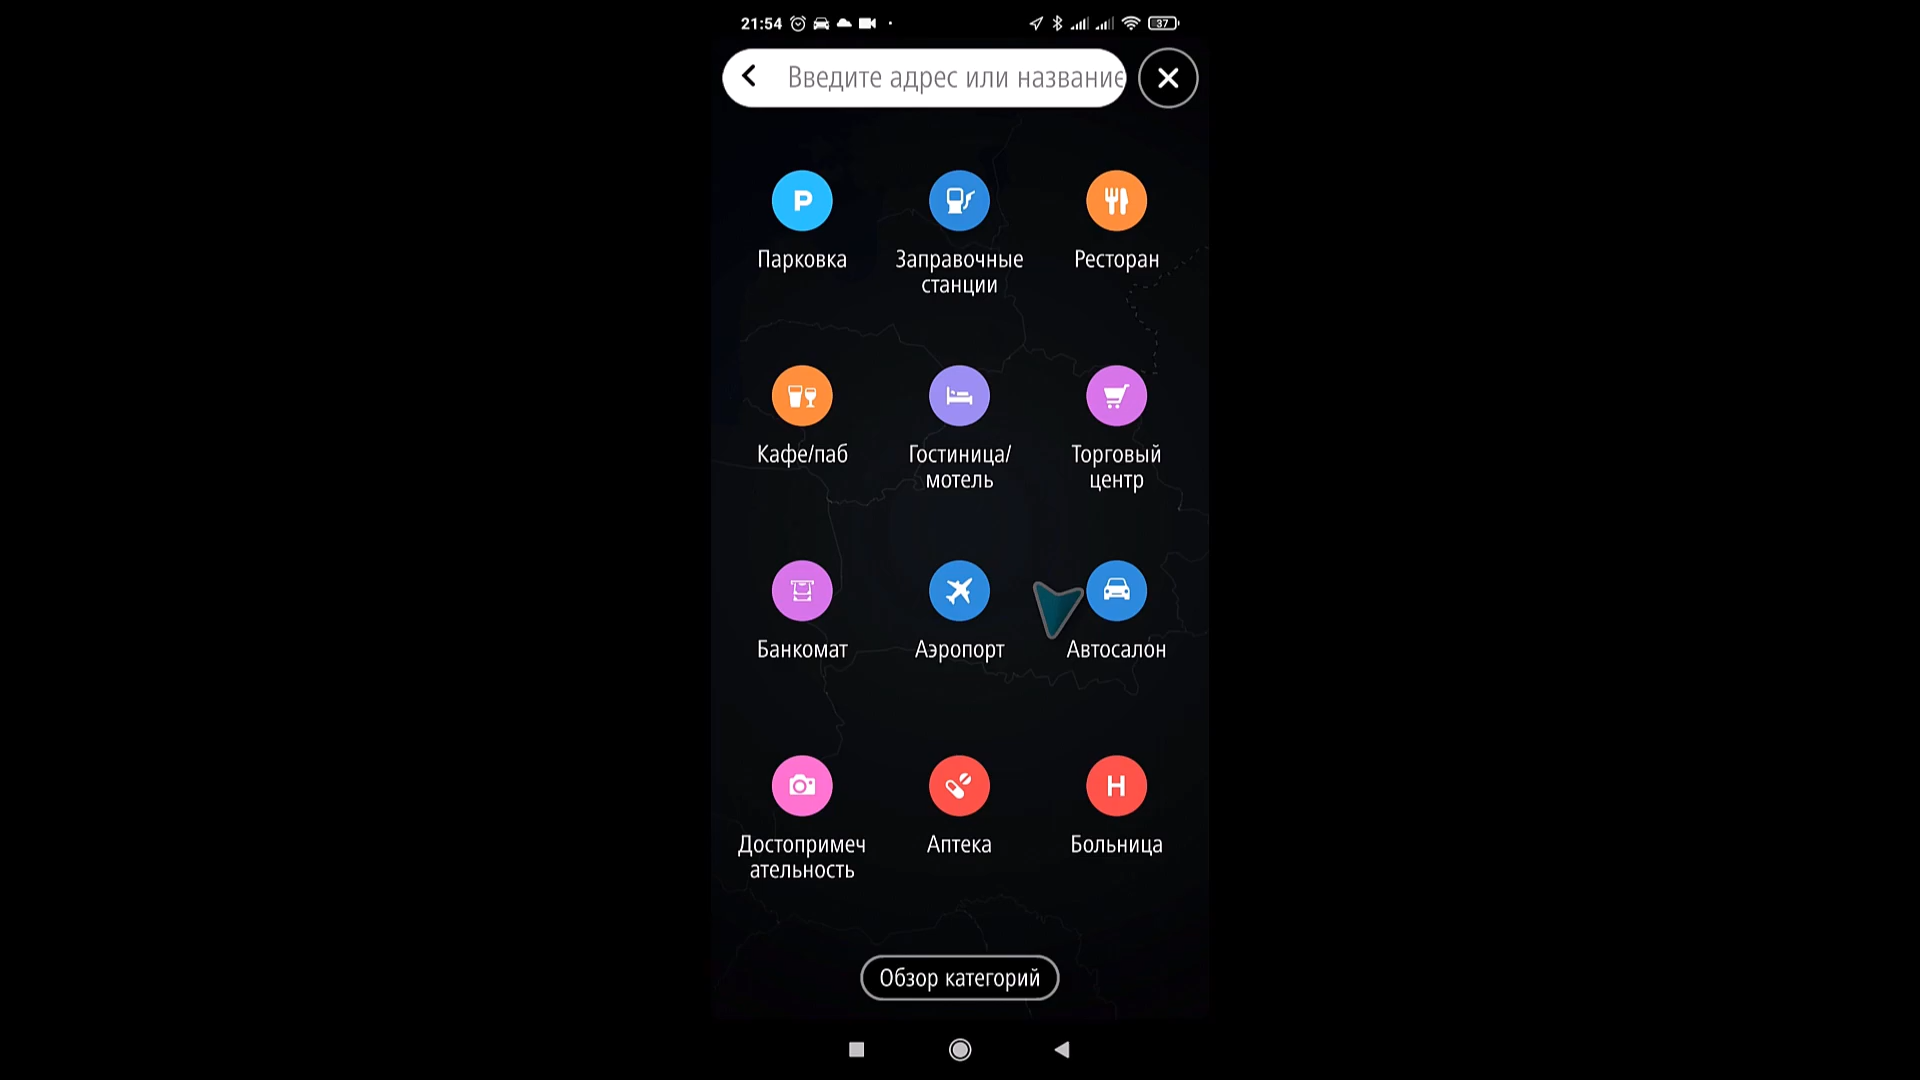 21:54
37
Введите адрес или название
P
Парковка
Заправочные
станции
Ресторан
Кафе/паб
Гостиница/
мотель
Торговый
центр
Банкомат
Аэропорт
Автосалон
H
Достопримеч
ательность
Аптека
Больница
Обзор категорий